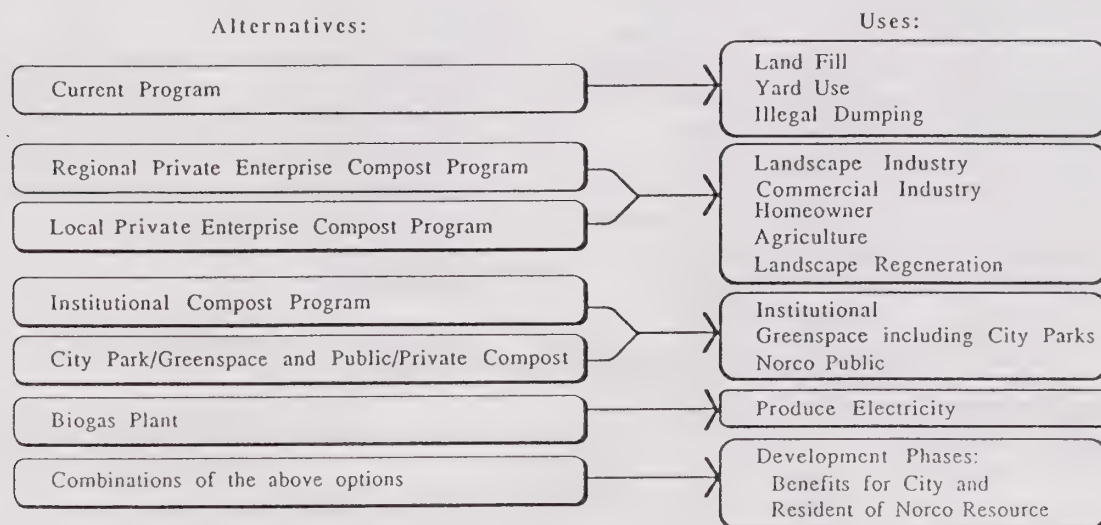 Alternatives:
Uses:
Current Program
Land Fill
Yard Use
Illegal Dumping
Regional Private Enterprise Compost Program
Local Private Enterprise Compost Program
Landscape Industry
Commercial Industry
Homeowner
Agriculture
Landscape Regeneration
Institutional Compost Program
City Park/Greenspace and Public/Private Compost
Institutional
Greenspace including City Parks
Norco Public
Biogas Plant
Produce Electricity
Combinations of the above options
Development Phases:
Benefits for City and
Resident of Norco Resource